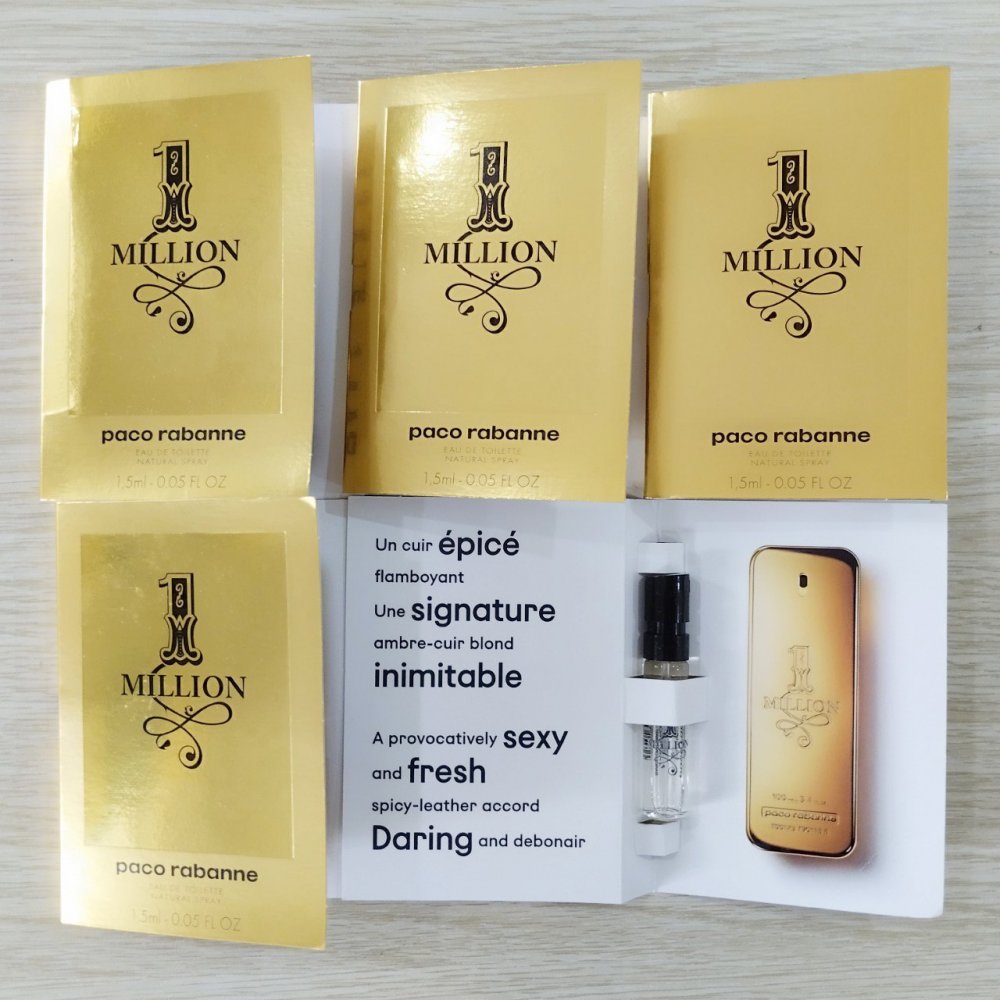 1
MILLION
paco rabanne
EAU DE TOILETTE
NATURAL SPRAY
1,5ml - 0.05 FL OZ
1
MILLION
paco rabanne
EAU DE TOILETTE
NATURAL SPRAY
1,5ml - 0.05 FL OZ
1
MILLION
paco rabanne
EAU DE TOILETTE
NATURAL SPRAY
1,5ml - 0.05 FL OZ
1
MILLION
paco rabanne
EAU DE TOILETTE
NATURAL SPRAY
1,5ml - 0.05 FL OZ
Un cuir épicé
flamboyant
Une signature
ambre-cuir blond
inimitable
A provocatively sexy
and fresh
spicy-leather accord
Daring and debonair
1
MILLION
1
MILLION
paco rabanne